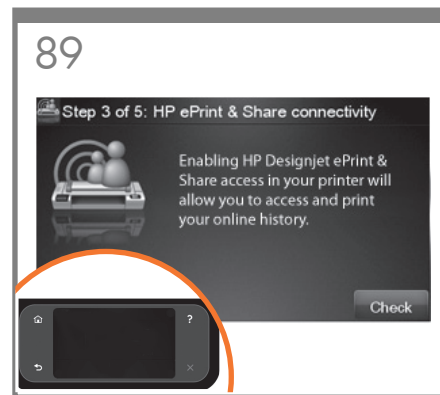 89
Step 3 of 5: HP ePrint & Share connectivity
Enabling HP Designjet ePrint &
Share access in your printer will
allow you to access and print
your online history.
Check
?